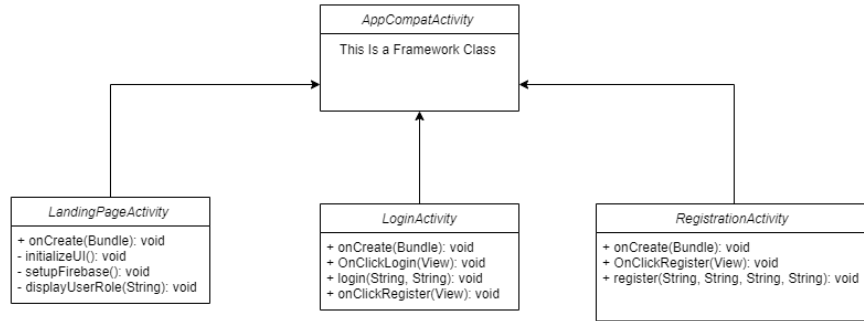 AppCompatActivity
This Is a Framework Class
LandingPageActivity
+ onCreate(Bundle): void
- initializeUI(): void
- setupFirebase(): void
- displayUserRole(String): void
LoginActivity
+ onCreate(Bundle): void
+ OnClickLogin(View): void
+ login(String, String): void
+ onClickRegister(View): void
RegistrationActivity
+ onCreate(Bundle): void
+ OnClickRegister(View): void
+ register(String, String, String, String): void